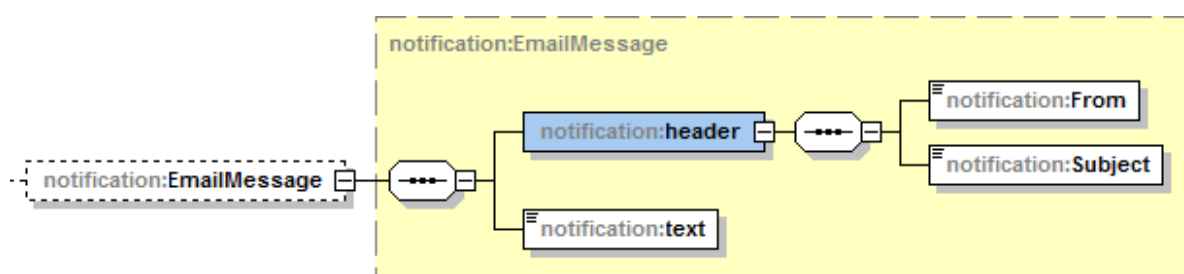 notification:EmailMessage
notification:From
notification:header
notification:Subject
notification:EmailMessage
notification:text